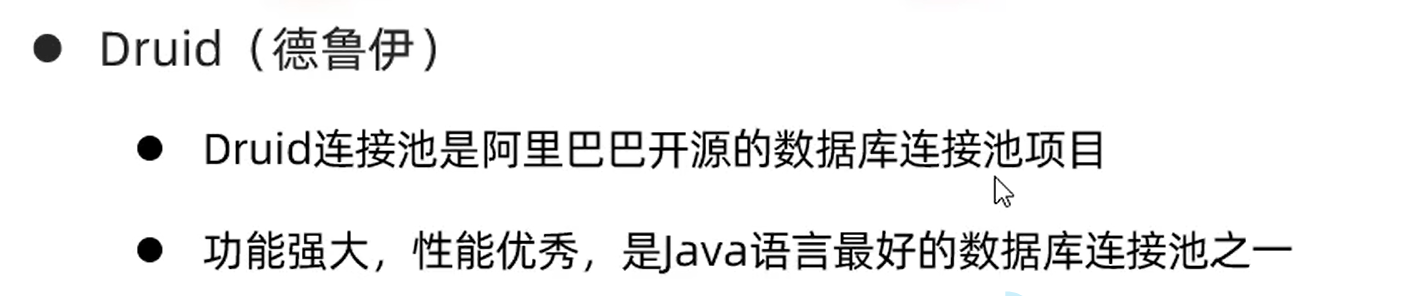 Druid（德鲁伊）
Druid连接池是阿里巴巴开源的数据库连接池项目
功能强大，性能优秀，是Java语言最好的数据库连接池之一